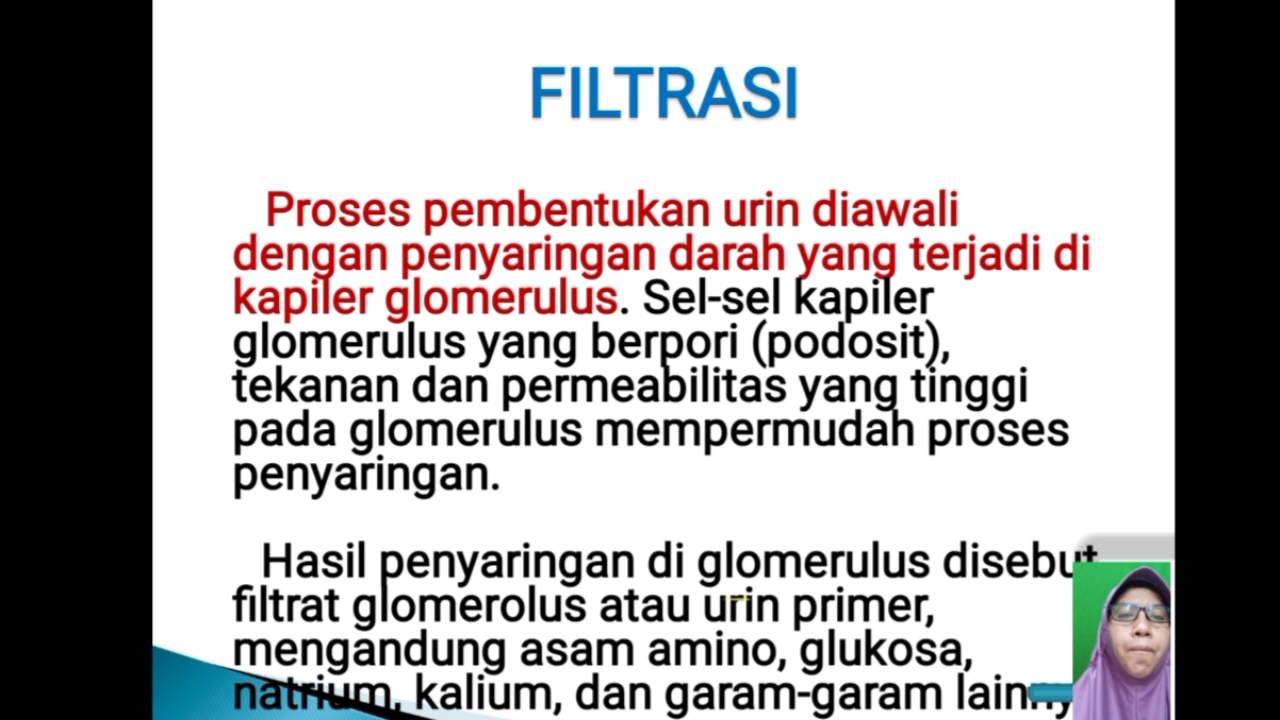 FILTRASI
Proses pembentukan urin diawali
dengan penyaringan darah yang terjadi di
kapiler glomerulus. Sel-sel kapiler
glomerulus yang berpori (podosit),
tekanan dan permeabilitas yang tinggi
pada glomerulus mempermudah proses
penyaringan.
Hasil penyaringan di glomerulus disebut
filtrat glomerolus atau urin primer,
mengandung asam amino, glukosa,
natrium, kalium, dan garam-garam